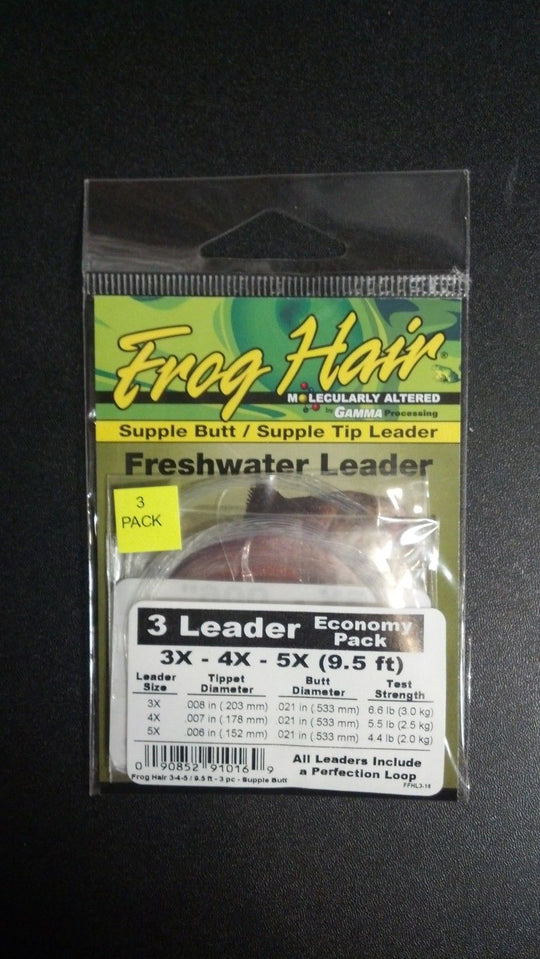 Frog Hair®
MOLECULARLY ALTERED
by GAMMA Processing
Supple Butt / Supple Tip Leader
Freshwater Leader
3
PACK
3 Leader Economy Pack
3X - 4X - 5X (9.5 ft)
Leader Size Tippet Diameter Butt Diameter Test Strength
3X .008 in (.203 mm) .021 in (.533 mm) 6.6 lb (3.0 kg)
4X .007 in (.178 mm) .021 in (.533 mm) 5.5 lb (2.5 kg)
5X .006 in (.152 mm) .021 in (.533 mm) 4.4 lb (2.0 kg)
0 90852 91016 9
Frog Hair 3-4-5 / 9.5 ft - 3 pc - Supple Butt
All Leaders Include
a Perfection Loop
FFHL3-16